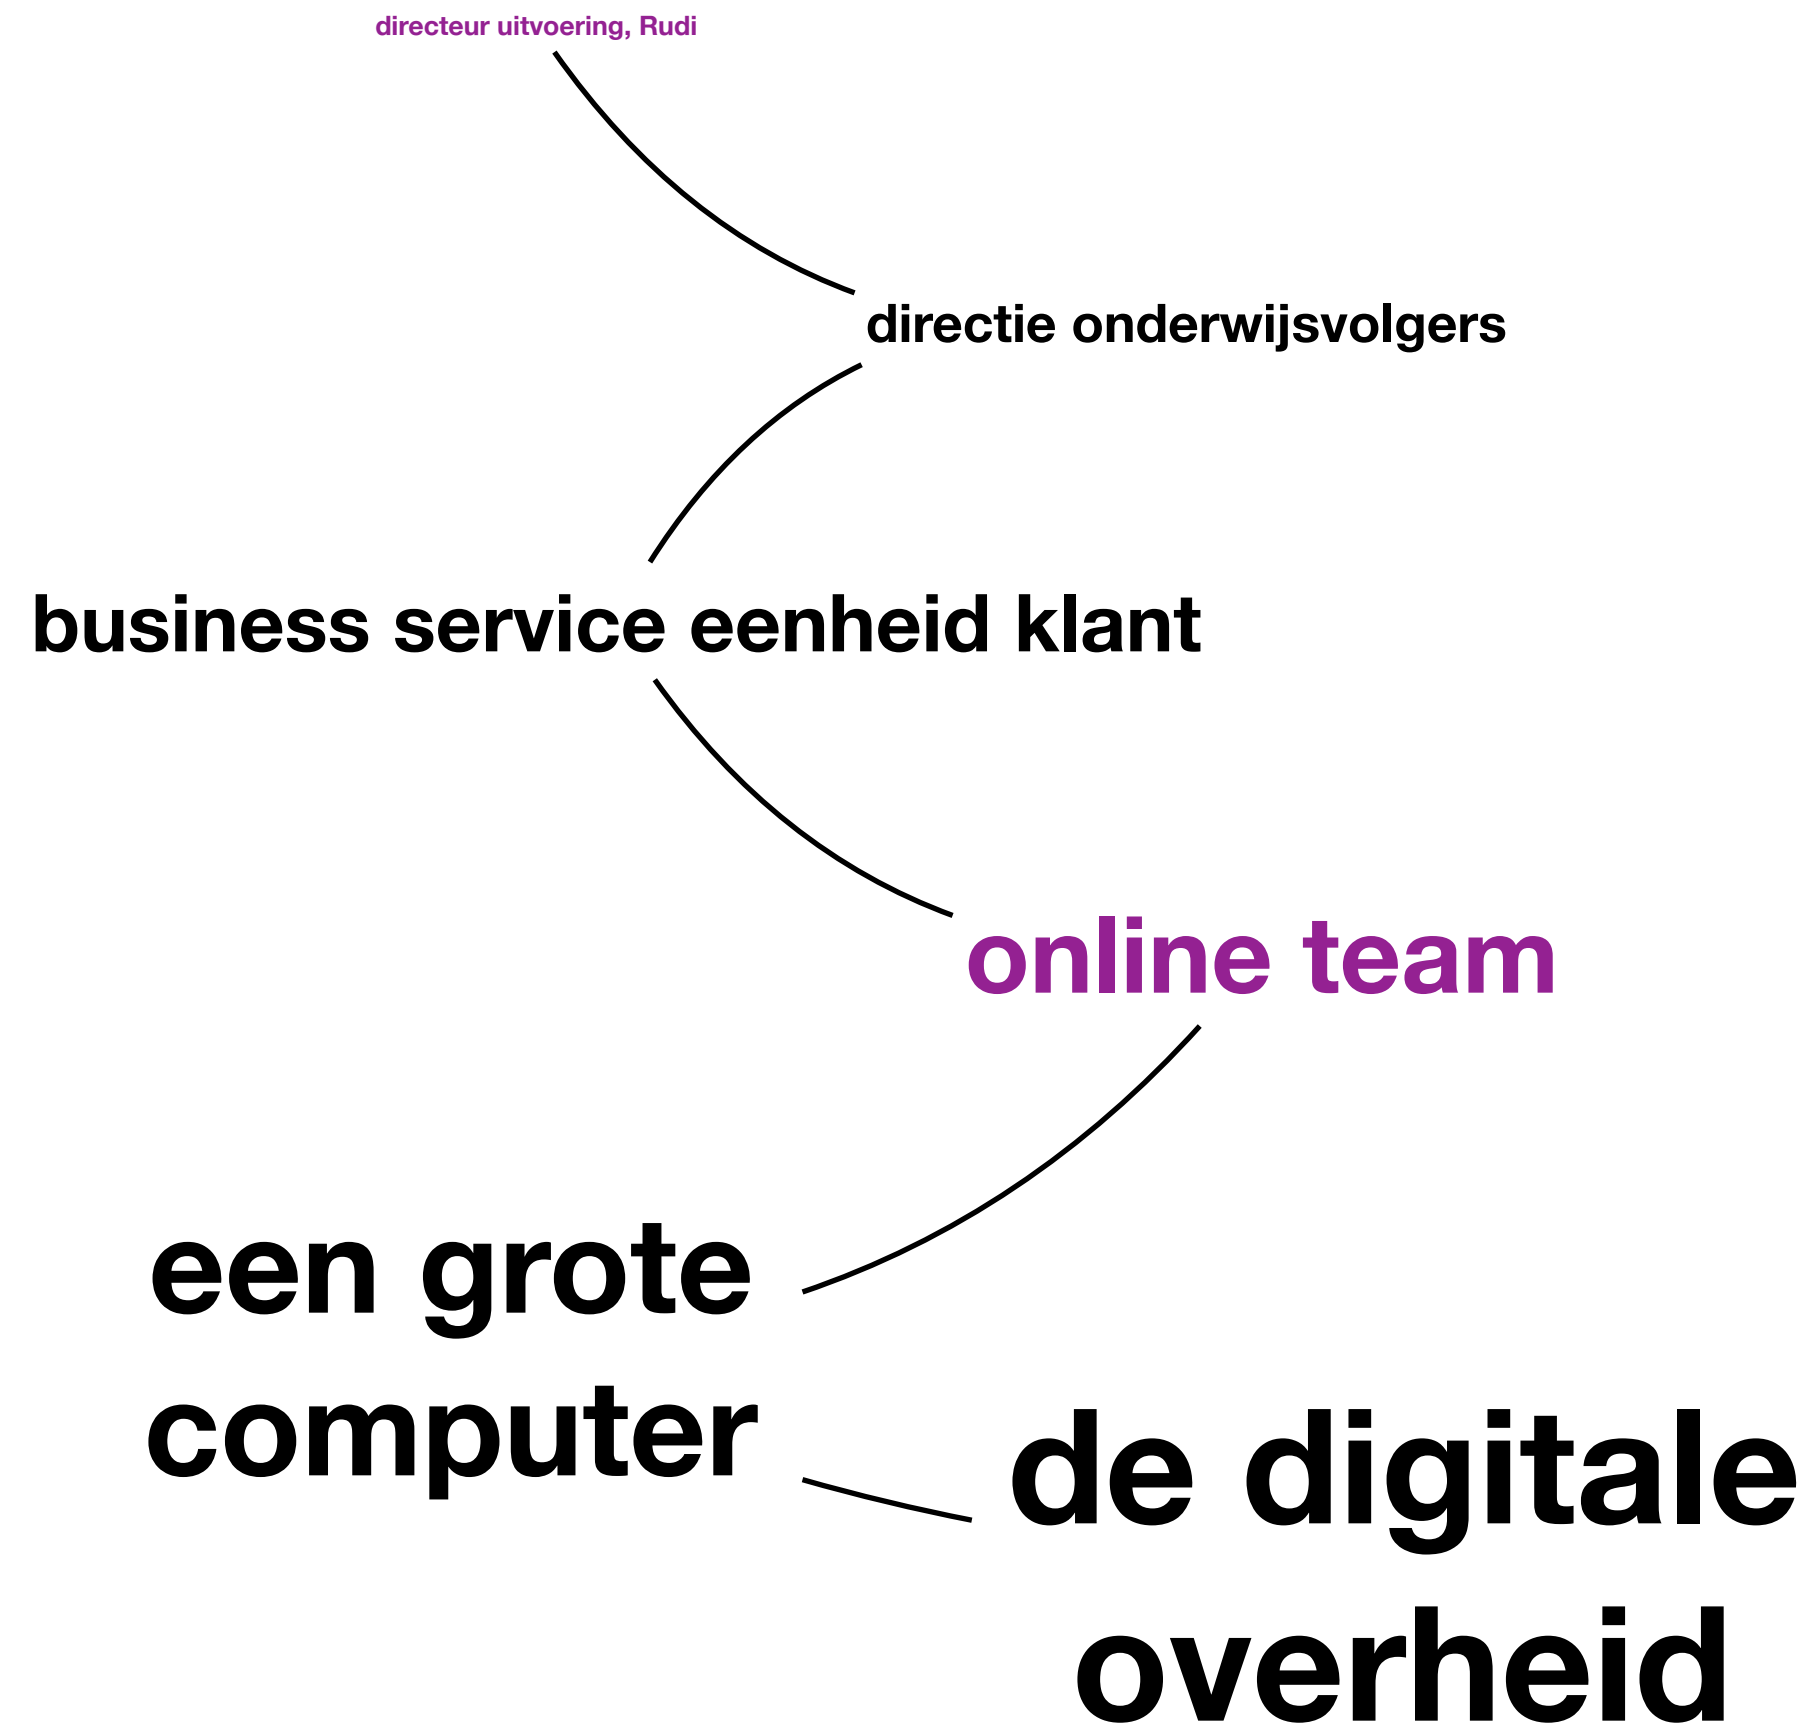 directeur uitvoering, Rudi
directie onderwijsvolgers
business service eenheid klant
online team
een grote
computer
de digitale
overheid